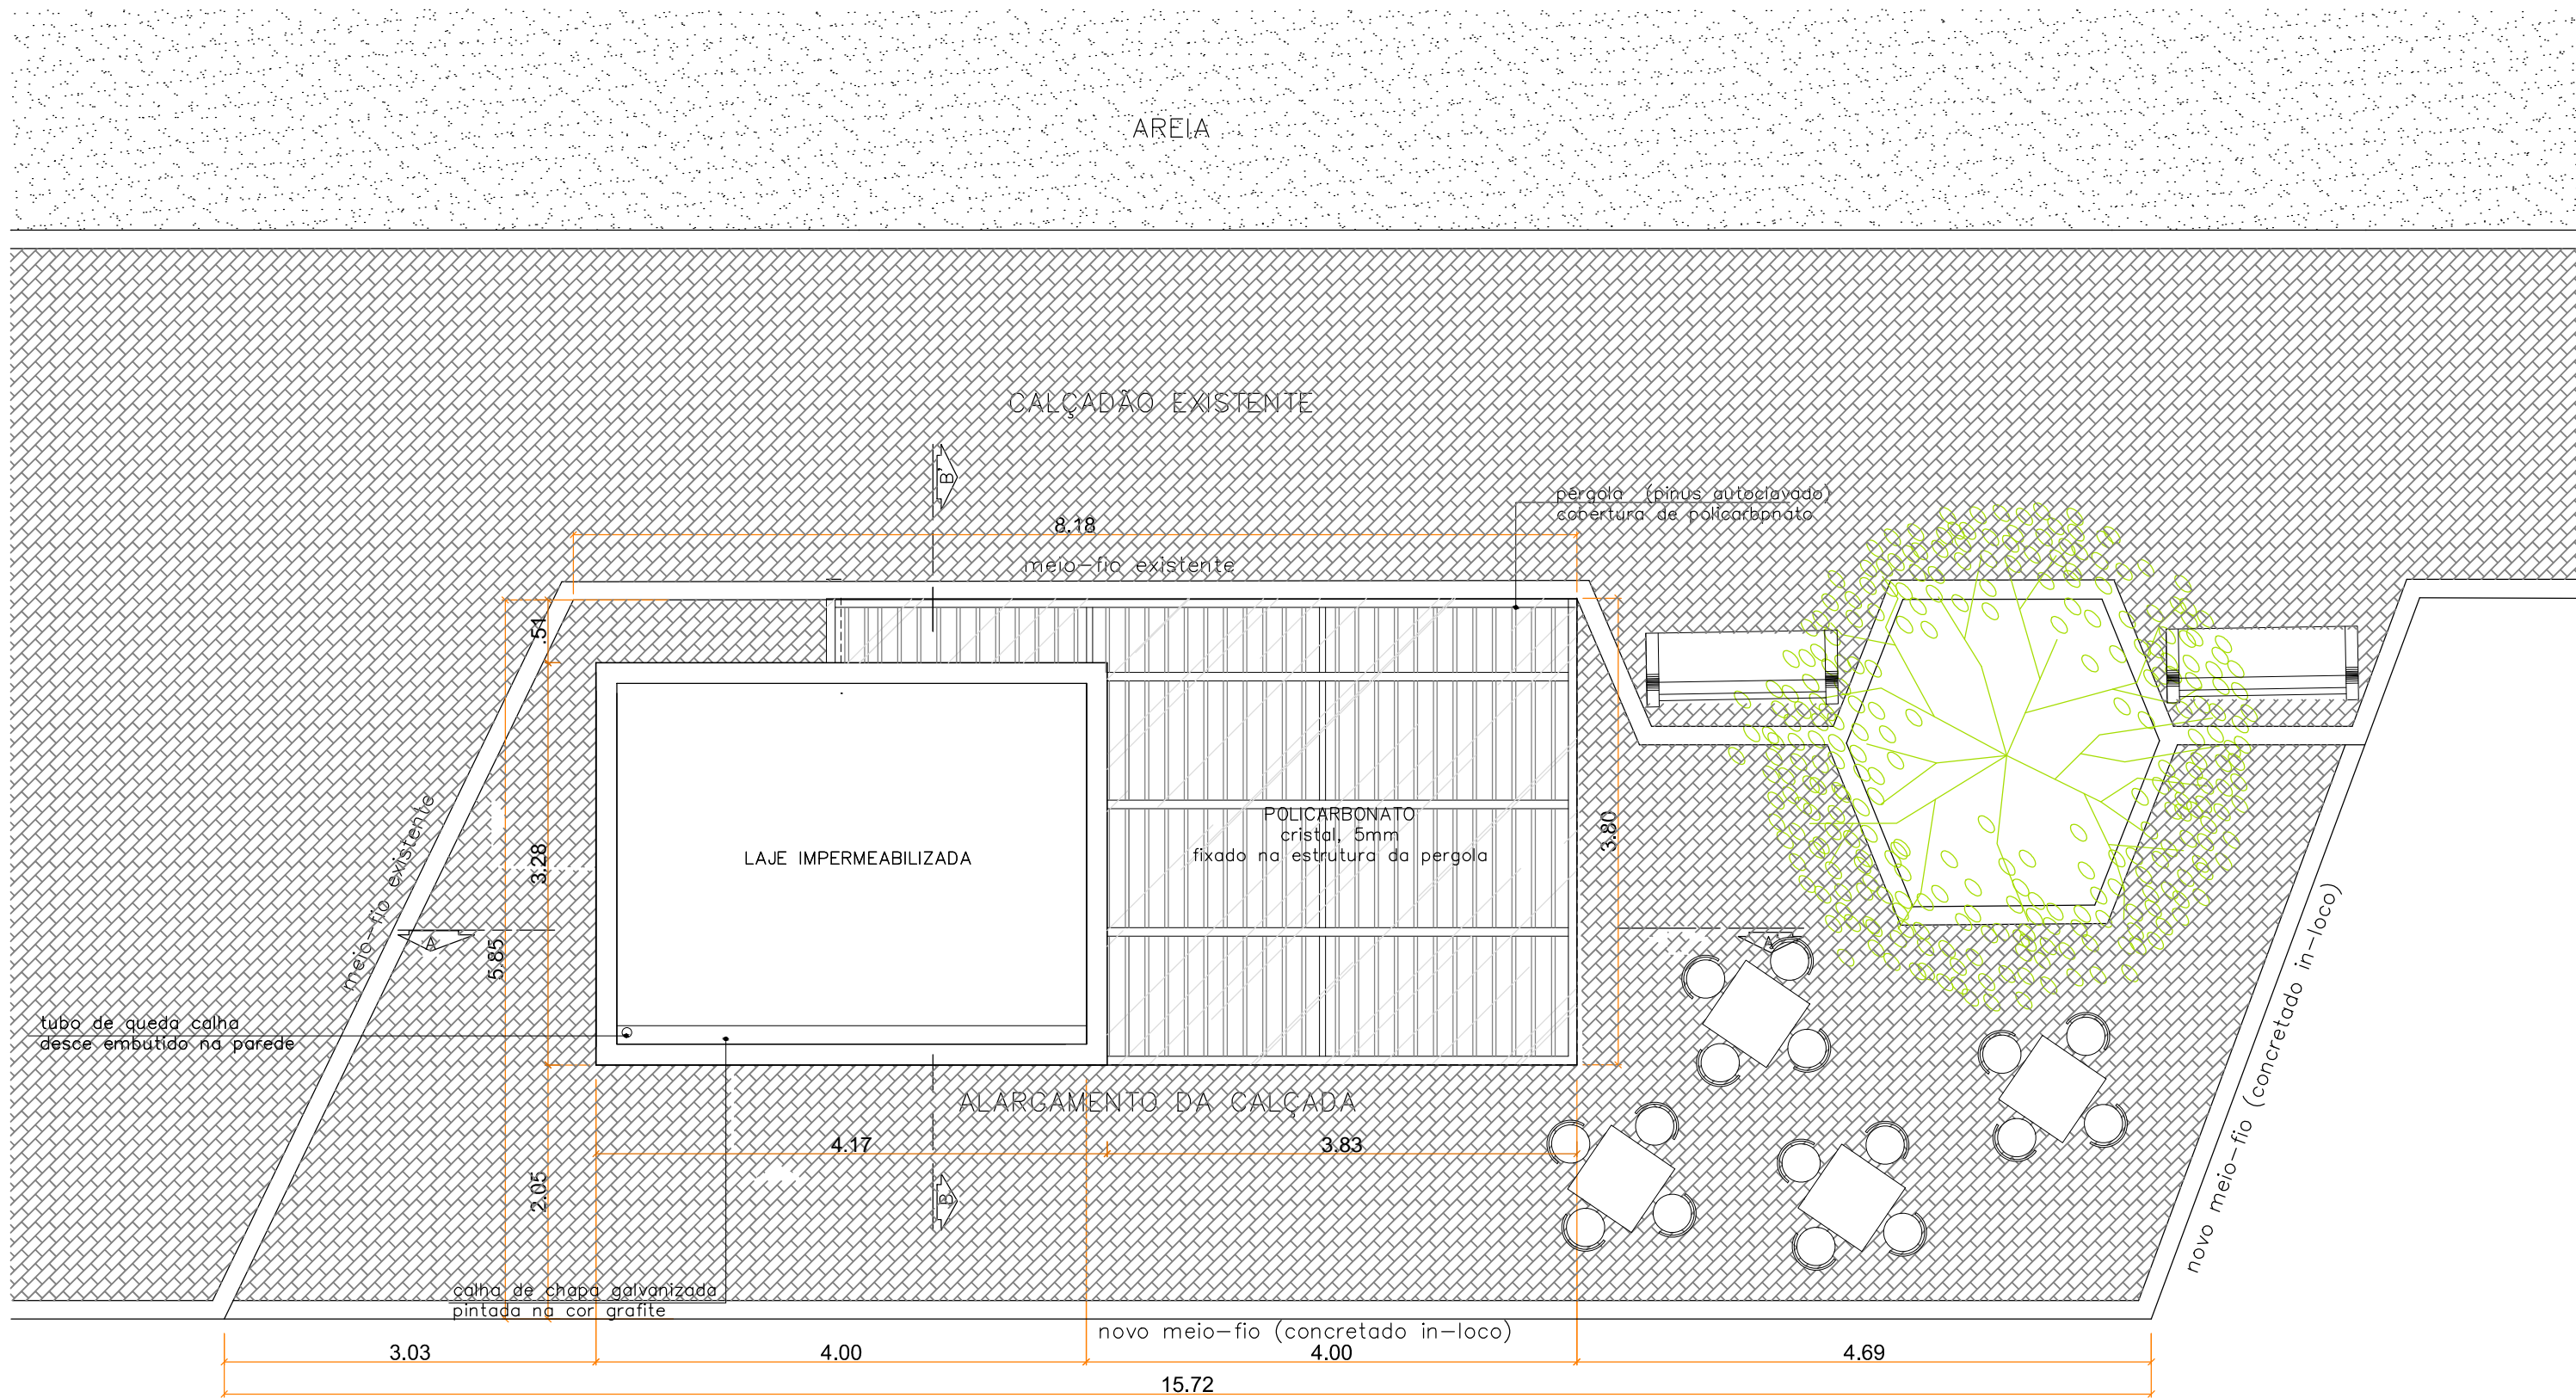 AREIA
CALÇADÃO EXISTENTE
B'
pérgola (pinus autoclavado)
cobertura de policarbpnato
8.18
meio-fio existente
.51
POLICARBONATO
cristal, 5mm
fixado na estrutura da pergola
3.80
LAJE IMPERMEABILIZADA
3.28
meio-fio existente
A
A'
5.85
novo meio-fio (concretado in-loco)
tubo de queda calha
desce embutido na parede
ALARGAMENTO DA CALÇADA
4.17
3.83
2.05
B
calha de chapa galvanizada
pintada na cor grafite
novo meio-fio (concretado in-loco)
3.03
4.00
4.00
4.69
15.72